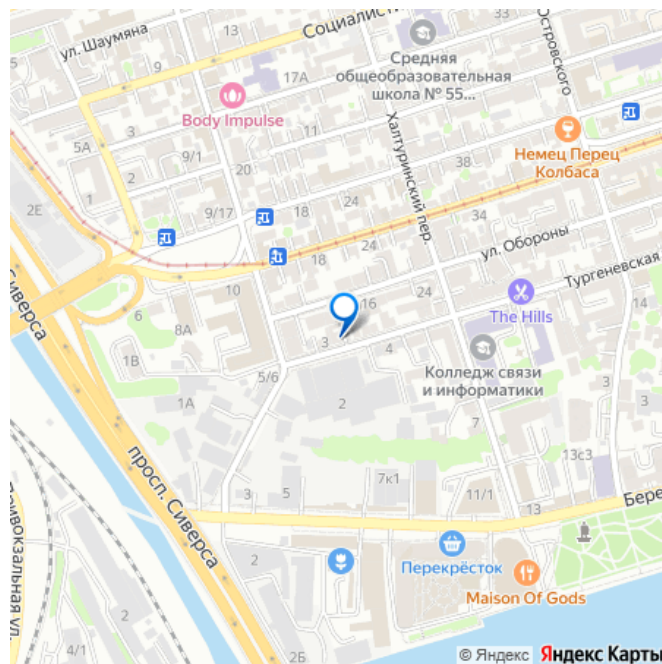 ул. Шаумяна
9
13
Социалист
Островского
Средняя
общеобразовательная
школа № 55...
17А
Body Impulse
5А
11
20
Халтуринский пер.
Немец Перец
Колбаса
2
9/1
1
38
2Е
9/17
18
24
34
ул. Обороны
18
24
Тургеневская
10
16
24
The Hills
14
6
8А
3
4
1В
Колледж связи
и информатики
5/6
3
Сиверса
1А
2
7
просп. Сиверса
3
5
7к1
13с3
3
11/1
13
Бере
Привокзальная ул.
2
Перекрёсток
Maison Of Gods
2
4/1
2Б
© Яндекс Яндекс Карты